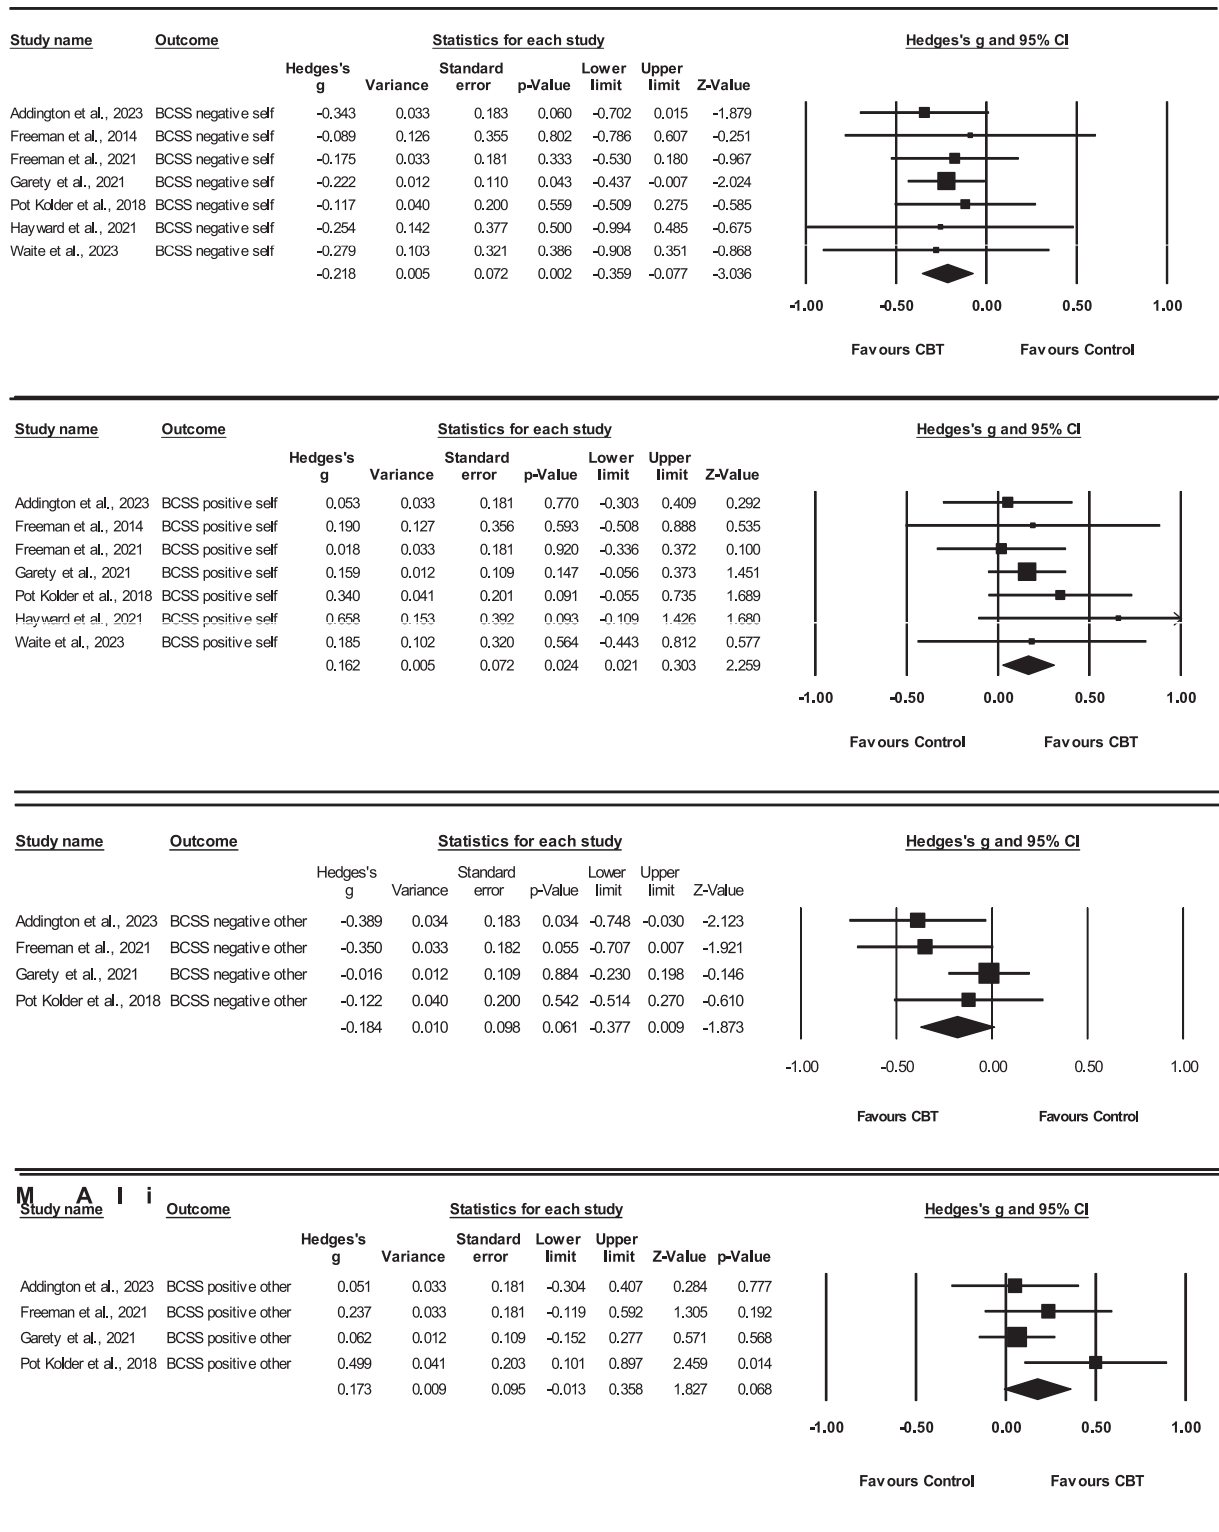 Study name Outcome Statistics for each study Hedges's g and 95% CI
Hedges's Standard Lower Upper
g Variance error p-Value limit limit Z-Value
Addington et al., 2023 BCSS negative self -0.343 0.033 0.183 0.060 -0.702 0.015 -1.879
Freeman et al., 2014 BCSS negative self -0.089 0.126 0.355 0.802 -0.786 0.607 -0.251
Freeman et al., 2021 BCSS negative self -0.175 0.033 0.181 0.333 -0.530 0.180 -0.967
Garety et al., 2021 BCSS negative self -0.222 0.012 0.110 0.043 -0.437 -0.007 -2.024
Pot Kolder et al., 2018 BCSS negative self -0.117 0.040 0.200 0.559 -0.509 0.275 -0.585
Hayward et al., 2021 BCSS negative self -0.254 0.142 0.377 0.500 -0.994 0.485 -0.675
Waite et al., 2023 BCSS negative self -0.279 0.103 0.321 0.386 -0.908 0.351 -0.868
-0.218 0.005 0.072 0.002 -0.359 -0.077 -3.036
-1.00 -0.50 0.00 0.50 1.00
Favours CBT Favours Control
Study name Outcome Statistics for each study Hedges's g and 95% CI
Hedges's Standard Lower Upper
g Variance error p-Value limit limit Z-Value
Addington et al., 2023 BCSS positive self 0.053 0.033 0.181 0.770 -0.303 0.409 0.292
Freeman et al., 2014 BCSS positive self 0.190 0.127 0.356 0.593 -0.508 0.888 0.535
Freeman et al., 2021 BCSS positive self 0.018 0.033 0.181 0.920 -0.336 0.372 0.100
Garety et al., 2021 BCSS positive self 0.159 0.012 0.109 0.147 -0.056 0.373 1.451
Pot Kolder et al., 2018 BCSS positive self 0.340 0.041 0.201 0.091 -0.055 0.735 1.689
Hayward et al., 2021 BCSS positive self 0.658 0.153 0.392 0.093 -0.109 1.426 1.680
Waite et al., 2023 BCSS positive self 0.185 0.102 0.320 0.564 -0.443 0.812 0.577
0.162 0.005 0.072 0.024 0.021 0.303 2.259
-1.00 -0.50 0.00 0.50 1.00
Favours Control Favours CBT
Study name Outcome Statistics for each study Hedges's g and 95% CI
Hedges's Standard Lower Upper
g Variance error p-Value limit limit Z-Value
Addington et al., 2023 BCSS negative other -0.389 0.034 0.183 0.034 -0.748 -0.030 -2.123
Freeman et al., 2021 BCSS negative other -0.350 0.033 0.182 0.055 -0.707 0.007 -1.921
Garety et al., 2021 BCSS negative other -0.016 0.012 0.109 0.884 -0.230 0.198 -0.146
Pot Kolder et al., 2018 BCSS negative other -0.122 0.040 0.200 0.542 -0.514 0.270 -0.610
-0.184 0.010 0.098 0.061 -0.377 0.009 -1.873
-1.00 -0.50 0.00 0.50 1.00
Favours CBT Favours Control
M A l i
Study name Outcome Statistics for each study Hedges's g and 95% CI
Hedges's Standard Lower Upper
g Variance error limit limit Z-Value p-Value
Addington et al., 2023 BCSS positive other 0.051 0.033 0.181 -0.304 0.407 0.284 0.777
Freeman et al., 2021 BCSS positive other 0.237 0.033 0.181 -0.119 0.592 1.305 0.192
Garety et al., 2021 BCSS positive other 0.062 0.012 0.109 -0.152 0.277 0.571 0.568
Pot Kolder et al., 2018 BCSS positive other 0.499 0.041 0.203 0.101 0.897 2.459 0.014
0.173 0.009 0.095 -0.013 0.358 1.827 0.068
-1.00 -0.50 0.00 0.50 1.00
Favours Control Favours CBT